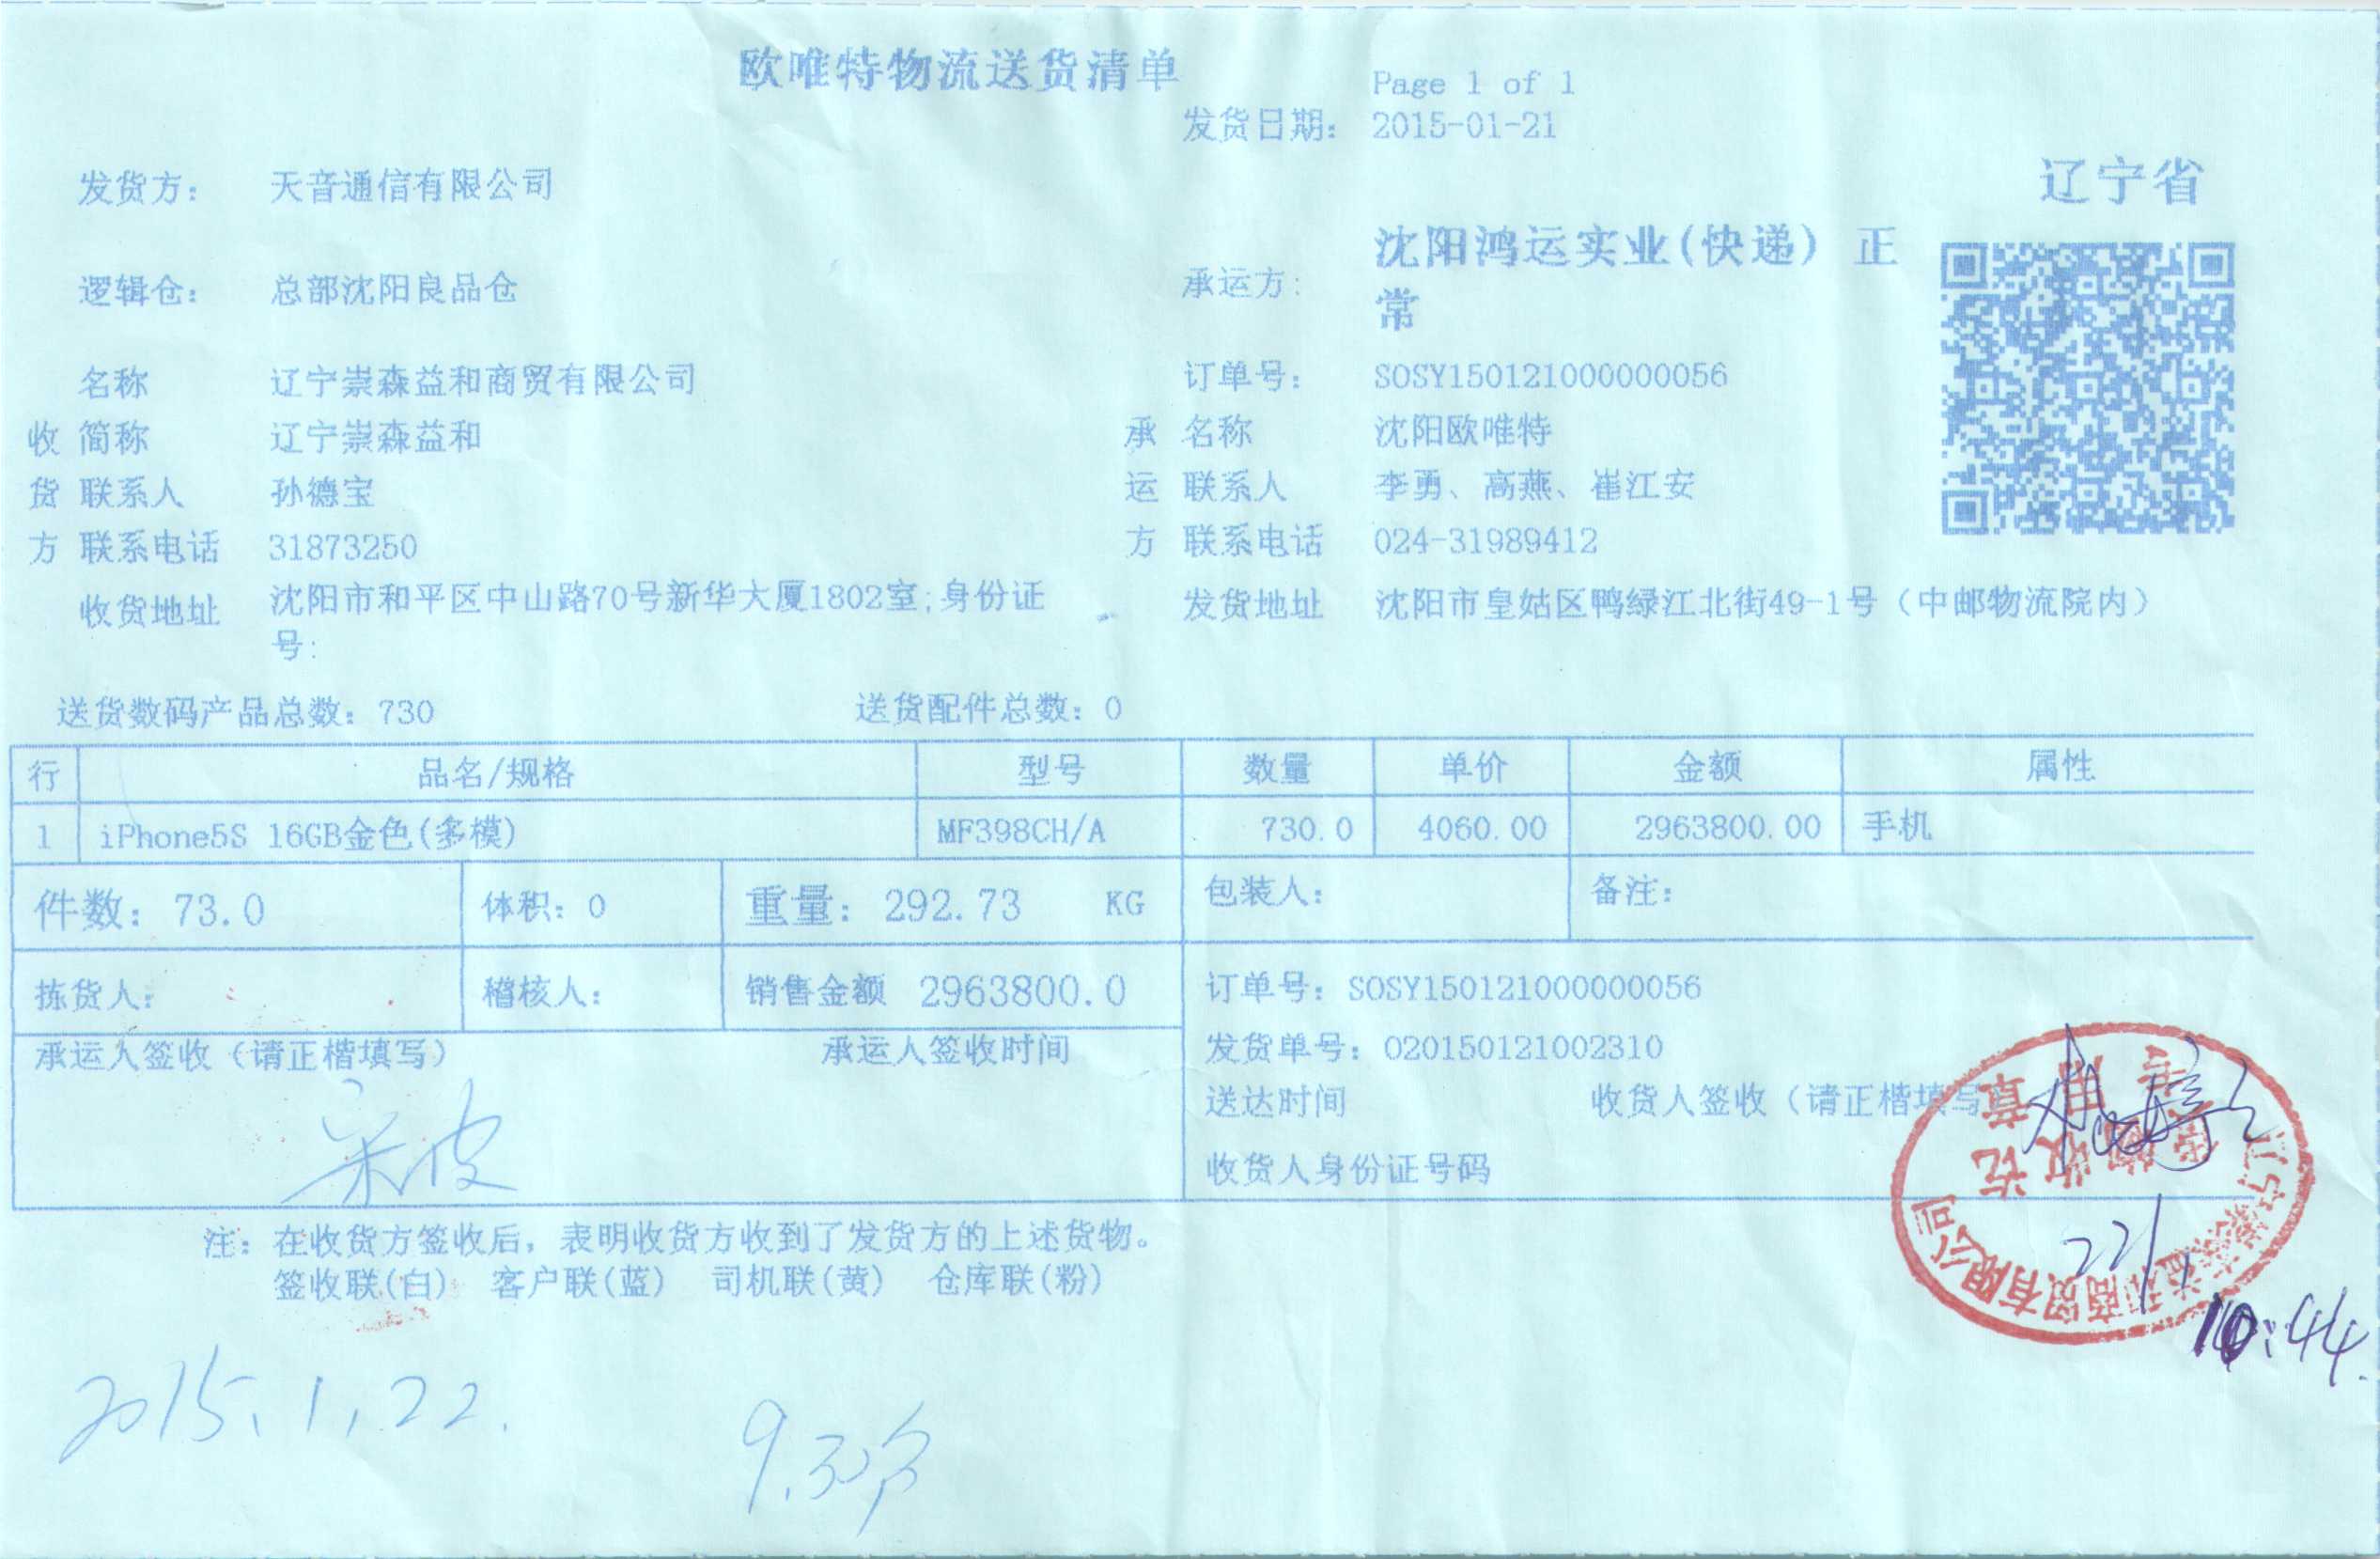 欧唯特物流送货清单
Page 1 of 1
发货日期: 2015-01-21
辽宁省
发货方: 天音通信有限公司
逻辑仓: 总部沈阳良品仓
承运方: 沈阳鸿运实业(快递) 正
常
名称 辽宁崇森益和商贸有限公司
订单号: SOSY150121000000056
收 简称 辽宁崇森益和
承 名称 沈阳欧唯特
货 联系人 孙德宝
运 联系人 李勇、高燕、崔江安
方 联系电话 31873250
方 联系电话 024-31989412
收货地址 沈阳市和平区中山路70号新华大厦1802室;身份证
号:
发货地址 沈阳市皇姑区鸭绿江北街49-1号（中邮物流院内）
送货数码产品总数: 730 送货配件总数: 0
行 品名/规格 型号 数量 单价 金额 属性
1 iPhone5S 16GB金色(多模) MF398CH/A 730.0 4060.00 2963800.00 手机
件数: 73.0 体积: 0 重量: 292.73 KG 包装人: 备注:
拣货人: 稽核人: 销售金额 2963800.0 订单号: SOSY150121000000056
承运人签收（请正楷填写） 承运人签收时间 发货单号: 020150121002310
送达时间 收货人签收（请正楷填写
收货人身份证号码
辽宁崇森益和商贸有限公司
注: 在收货方签收后, 表明收货方收到了发货方的上述货物。
签收联(白) 客户联(蓝) 司机联(黄) 仓库联(粉)
22/1
10:44.
2015.1.22.